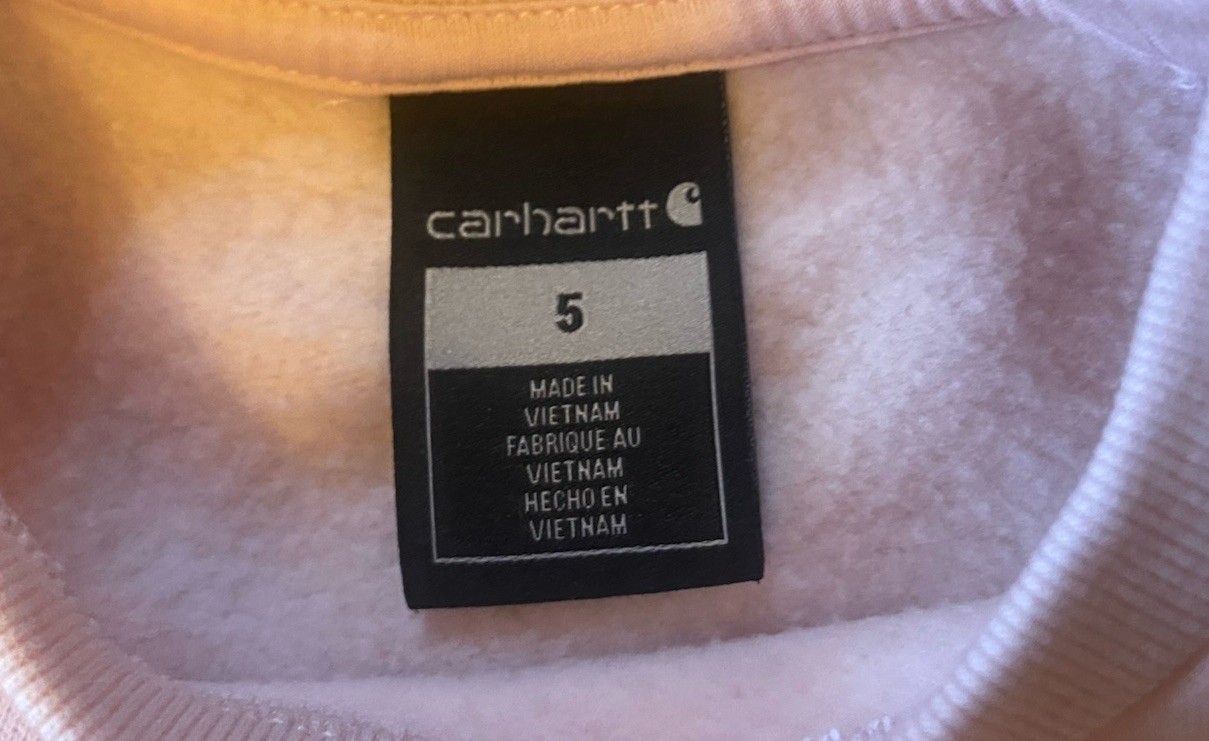 carhartt
5
MADE IN
VIETNAM
FABRIQUE AU
VIETNAM
HECHO EN
VIETNAM